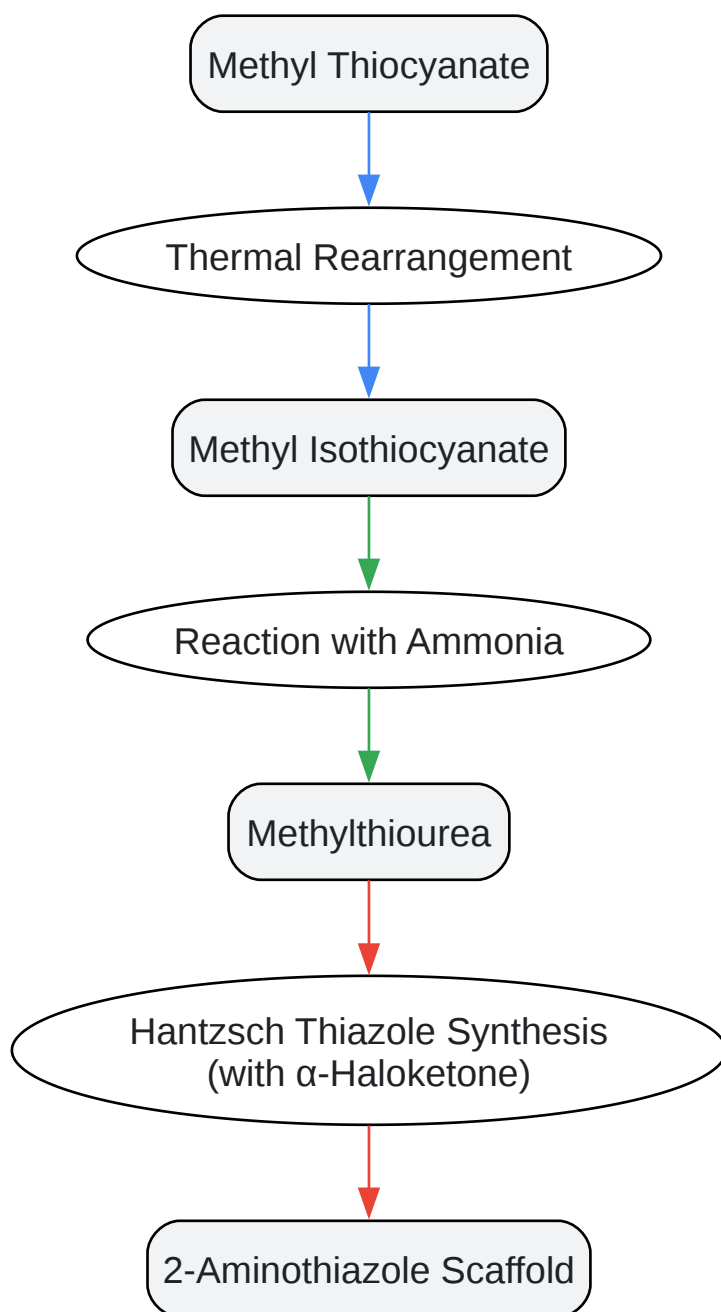 Methyl Thiocyanate
Thermal Rearrangement
Methyl Isothiocyanate
Reaction with Ammonia
Methylthiourea
Hantzsch Thiazole Synthesis
(with α-Haloketone)
2-Aminothiazole Scaffold